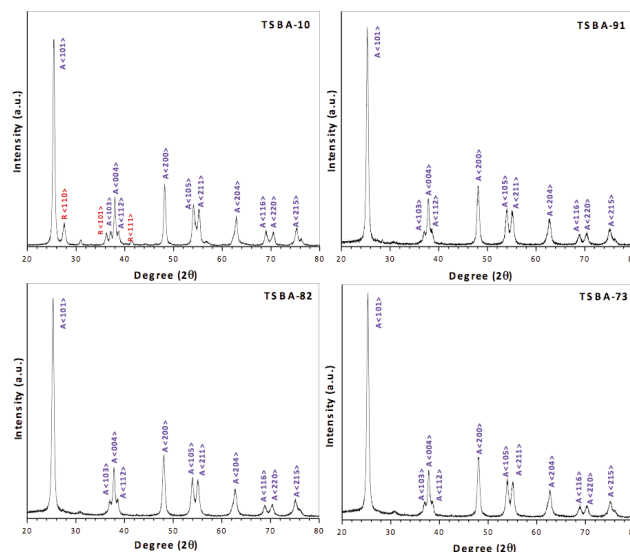 TSBA-10
A<101>
R<110>
R<101>
A<103>
A<004>
A<112>
R<111>
A<200>
A<105>
A<211>
A<204>
A<116>
A<220>
A<215>
Intensity (a.u.)
20 30 40 50 60 70 80
Degree (2θ)
TSBA-91
A<101>
A<103>
A<004>
A<112>
A<200>
A<105>
A<211>
A<204>
A<116>
A<220>
A<215>
Intensity (a.u.)
20 30 40 50 60 70 80
Degree (2θ)
TSBA-82
A<101>
A<103>
A<004>
A<112>
A<200>
A<105>
A<211>
A<204>
A<116>
A<220>
A<215>
Intensity (a.u.)
20 30 40 50 60 70 80
Degree (2θ)
TSBA-73
A<101>
A<103>
A<004>
A<112>
A<200>
A<105>
A<211>
A<204>
A<116>
A<220>
A<215>
Intensity (a.u.)
20 30 40 50 60 70 80
Degree (2θ)